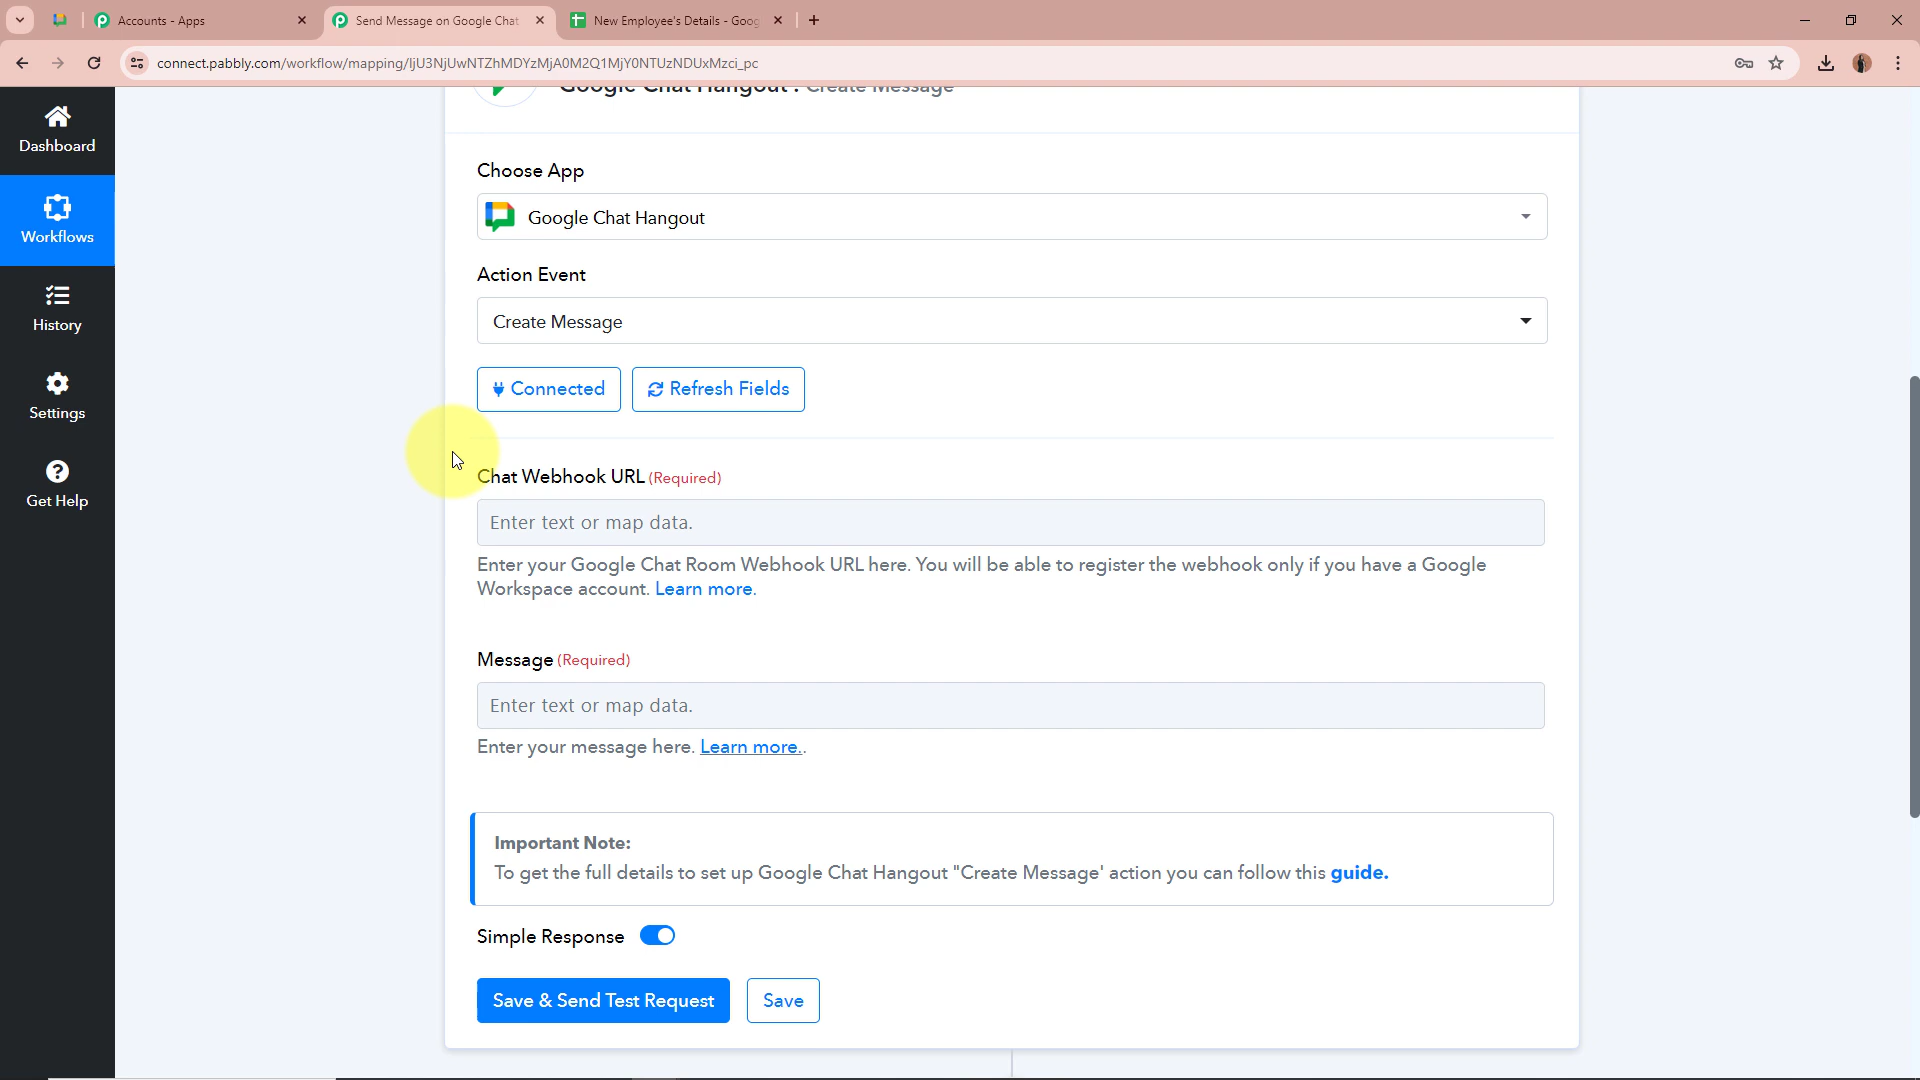 Accounts - Apps
Send Message on Google Chat
New Employee's Details - Goog
connect.pabbly.com/workflow/mapping/IjU3NjUwNTZhMDYzMjA0M2Q1MjY0NTUzNDUxMzci_pc
Google Chat Hangout : Create Message
Dashboard
Workflows
History
Settings
Get Help
Choose App
Google Chat Hangout
Action Event
Create Message
Connected
Refresh Fields
Chat Webhook URL (Required)
Enter text or map data.
Enter your Google Chat Room Webhook URL here. You will be able to register the webhook only if you have a Google
Workspace account. Learn more.
Message (Required)
Enter text or map data.
Enter your message here. Learn more..
Important Note:
To get the full details to set up Google Chat Hangout "Create Message' action you can follow this guide.
Simple Response
Save & Send Test Request
Save